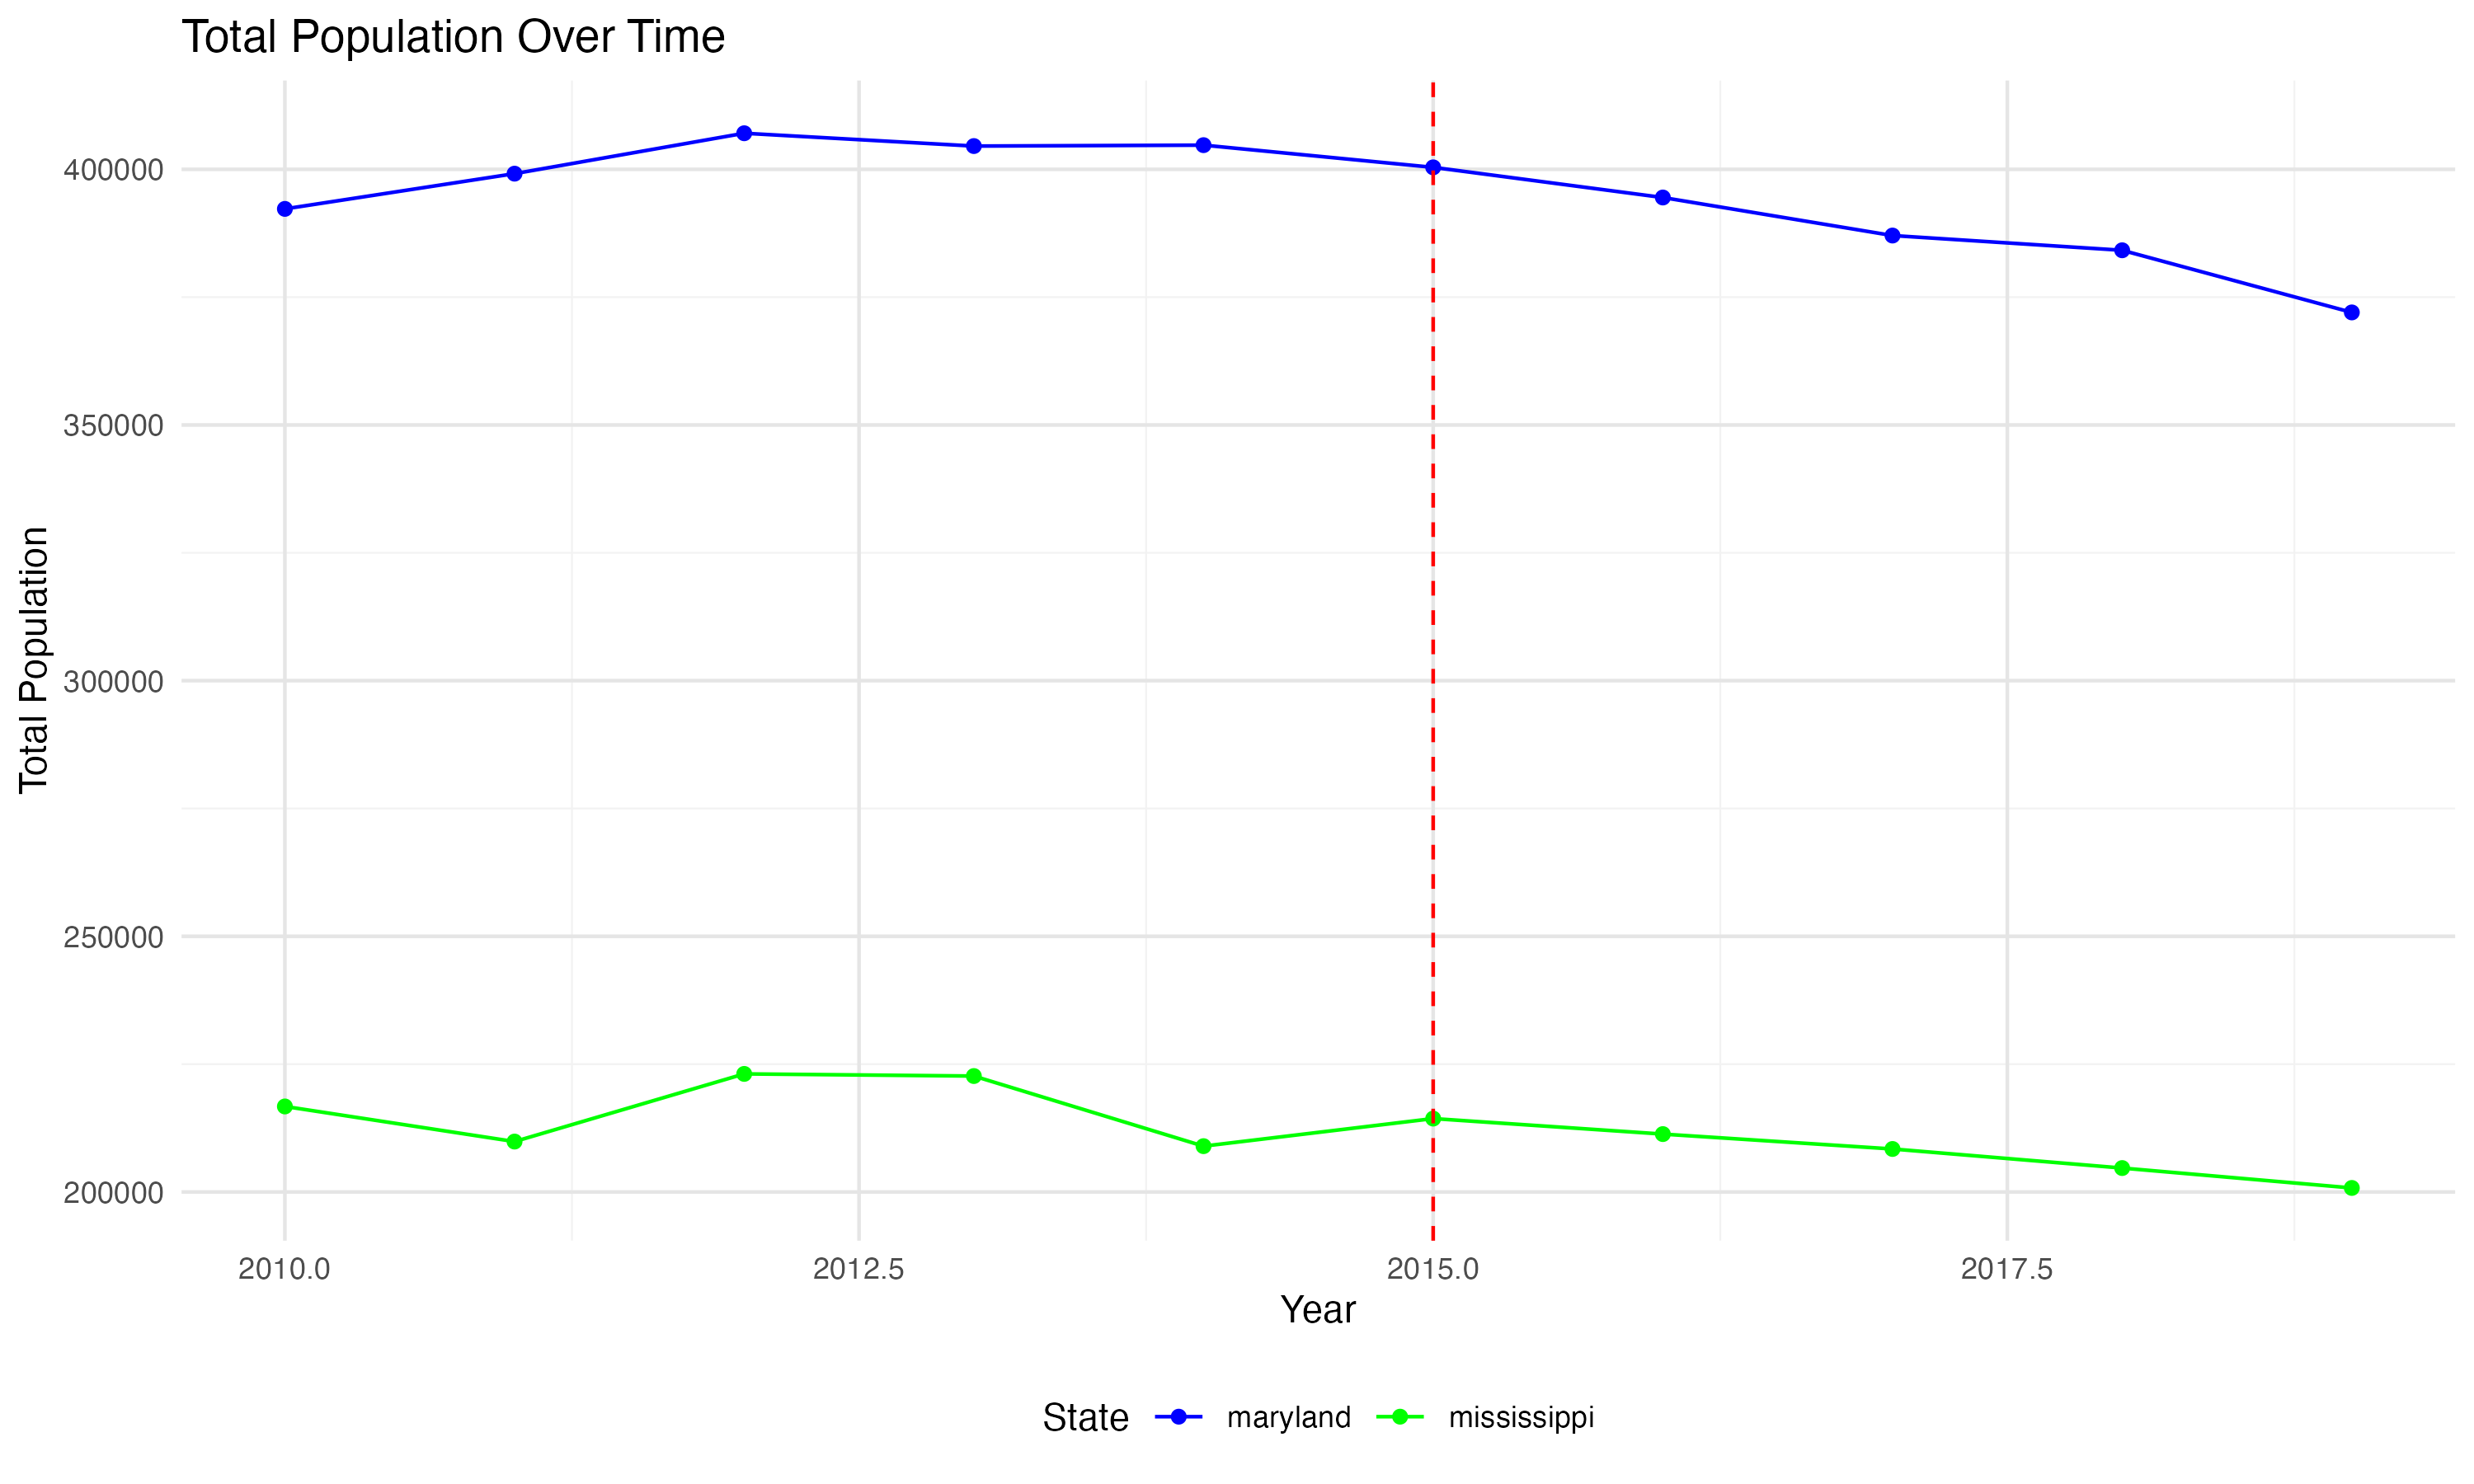 Total Population Over Time
Total Population
400000
350000
300000
250000
200000
2010.0 2012.5 2015.0 2017.5
Year
State maryland mississippi